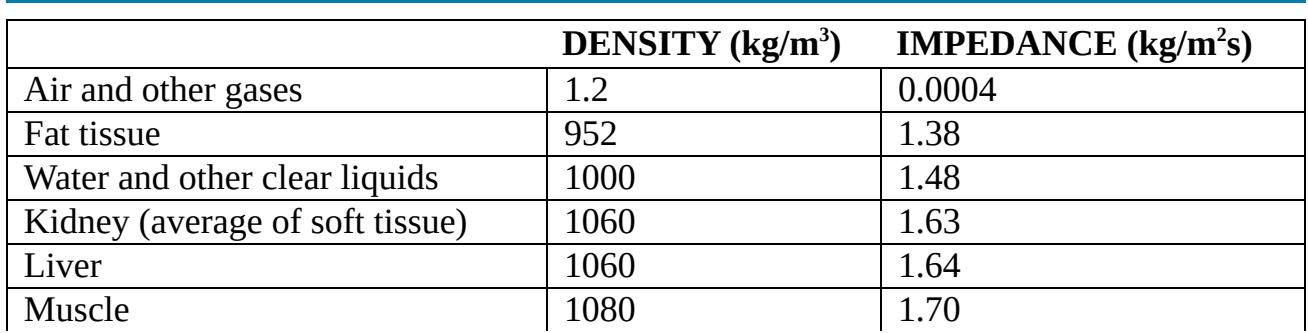 DENSITY (kg/m³) IMPEDANCE (kg/m²s)
Air and other gases 1.2 0.0004
Fat tissue 952 1.38
Water and other clear liquids 1000 1.48
Kidney (average of soft tissue) 1060 1.63
Liver 1060 1.64
Muscle 1080 1.70